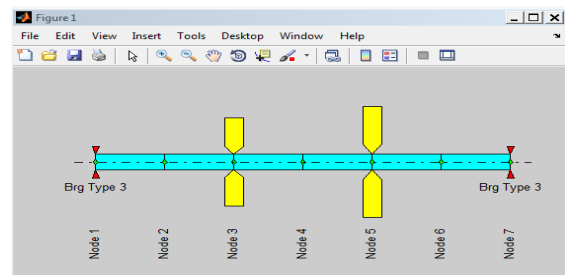 Figure 1
File Edit View Insert Tools Desktop Window Help
Brg Type 3
Brg Type 3
Node 1
Node 2
Node 3
Node 4
Node 5
Node 6
Node 7